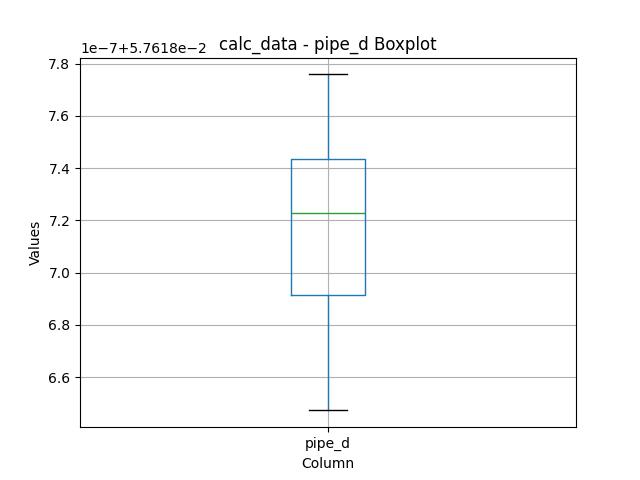 1e−7+5.7618e−2
calc_data - pipe_d Boxplot
7.8
7.6
7.4
7.2
7.0
6.8
6.6
Values
pipe_d
Column